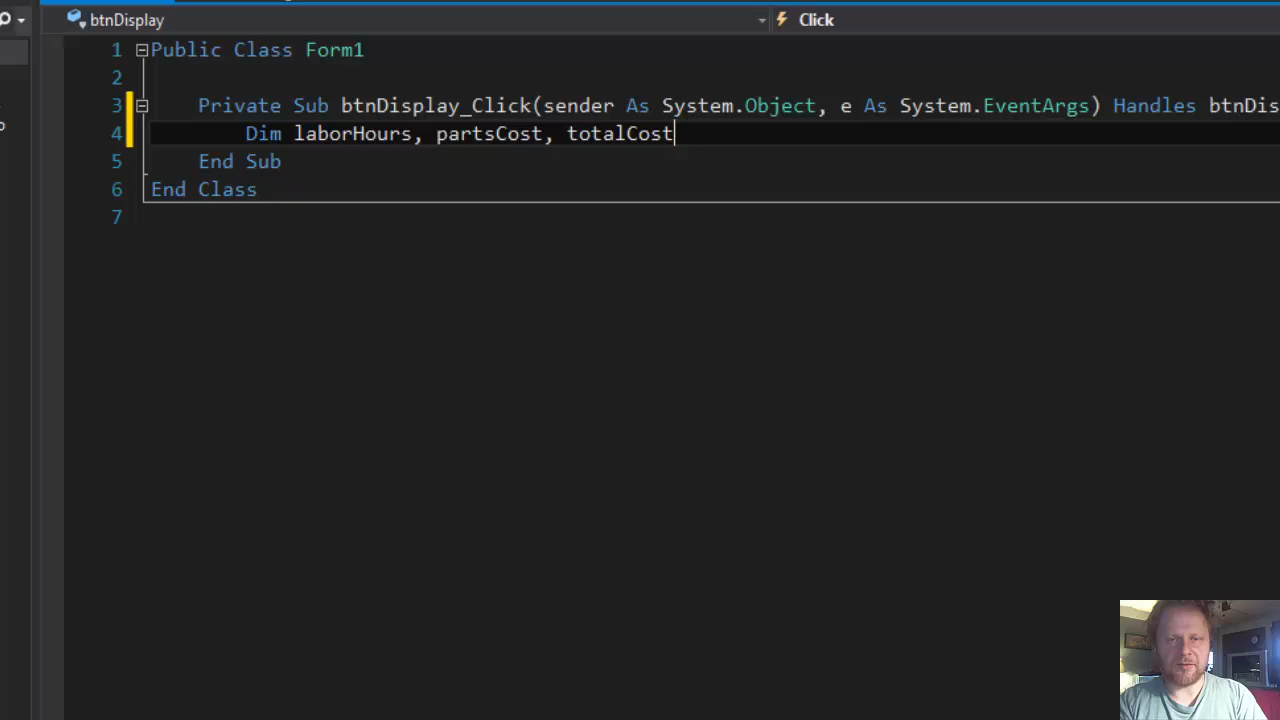 btnDisplay Click
1 Public Class Form1
2
3 Private Sub btnDisplay_Click(sender As System.Object, e As System.EventArgs) Handles btnDis
4 Dim laborHours, partsCost, totalCost
5 End Sub
6 End Class
7